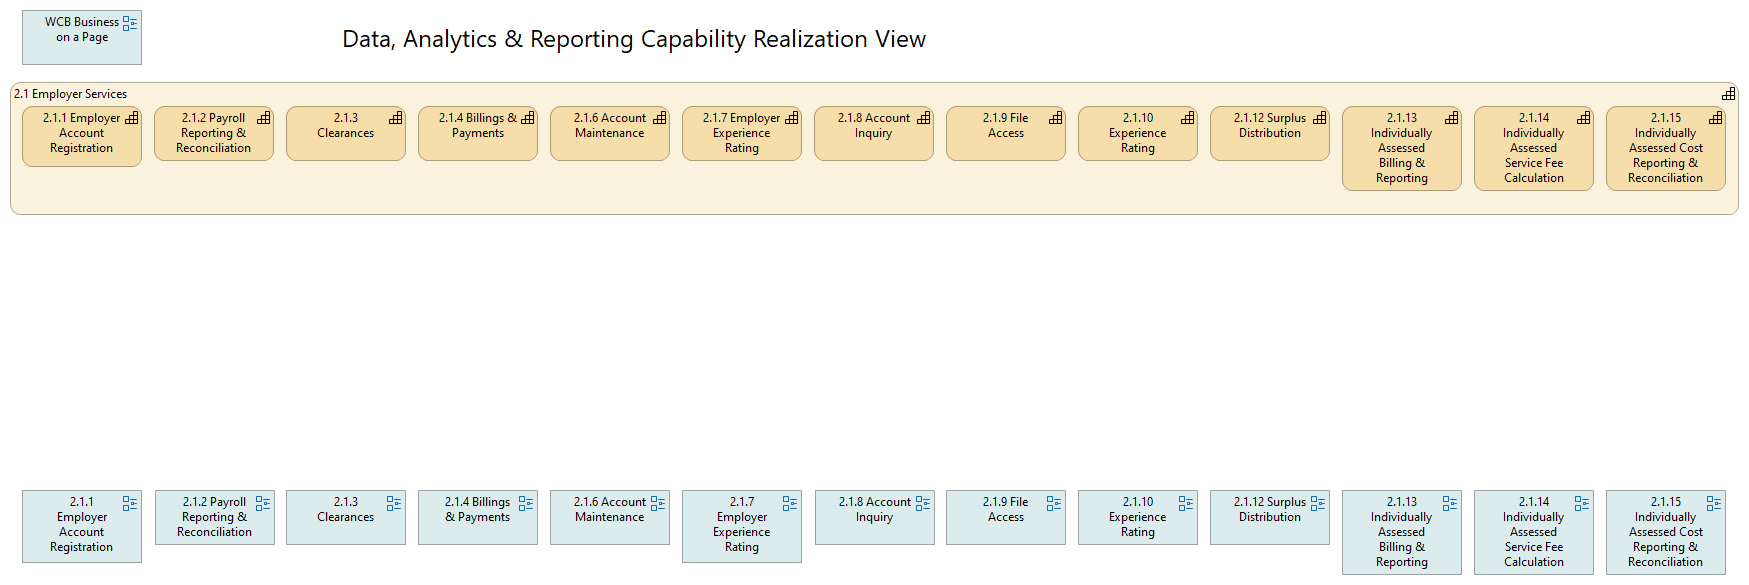 WCB Business
on a Page
Data, Analytics & Reporting Capability Realization View
2.1 Employer Services
2.1.1 Employer
Account
Registration
2.1.2 Payroll
Reporting &
Reconciliation
2.1.3
Clearances
2.1.4 Billings &
Payments
2.1.6 Account
Maintenance
2.1.7 Employer
Experience
Rating
2.1.8 Account
Inquiry
2.1.9 File
Access
2.1.10
Experience
Rating
2.1.12 Surplus
Distribution
2.1.13
Individually
Assessed
Billing &
Reporting
2.1.14
Individually
Assessed
Service Fee
Calculation
2.1.15
Individually
Assessed Cost
Reporting &
Reconciliation
2.1.1
Employer
Account
Registration
2.1.2 Payroll
Reporting &
Reconciliation
2.1.3
Clearances
2.1.4 Billings
& Payments
2.1.6 Account
Maintenance
2.1.7
Employer
Experience
Rating
2.1.8 Account
Inquiry
2.1.9 File
Access
2.1.10
Experience
Rating
2.1.12 Surplus
Distribution
2.1.13
Individually
Assessed
Billing &
Reporting
2.1.14
Individually
Assessed
Service Fee
Calculation
2.1.15
Individually
Assessed Cost
Reporting &
Reconciliation